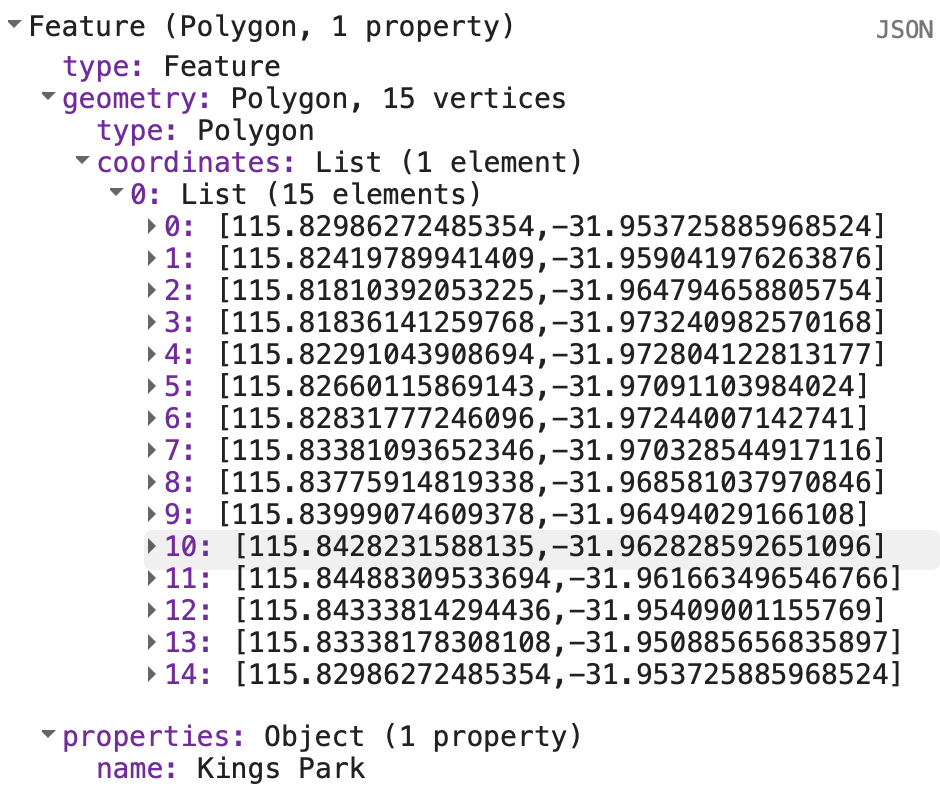 Feature (Polygon, 1 property)
JSON
type: Feature
geometry: Polygon, 15 vertices
type: Polygon
coordinates: List (1 element)
0: List (15 elements)
0: [115.82986272485354,-31.953725885968524]
1: [115.82419789941409,-31.959041976263876]
2: [115.81810392053225,-31.964794658805754]
3: [115.81836141259768,-31.973240982570168]
4: [115.82291043908694,-31.972804122813177]
5: [115.82660115869143,-31.97091103984024]
6: [115.82831777246096,-31.97244007142741]
7: [115.83381093652346,-31.970328544917116]
8: [115.83775914819338,-31.968581037970846]
9: [115.83999074609378,-31.96494029166108]
10: [115.8428231588135,-31.962828592651096]
11: [115.84488309533694,-31.961663496546766]
12: [115.84333814294436,-31.95409001155769]
13: [115.83338178308108,-31.950885656835897]
14: [115.82986272485354,-31.953725885968524]
properties: Object (1 property)
name: Kings Park